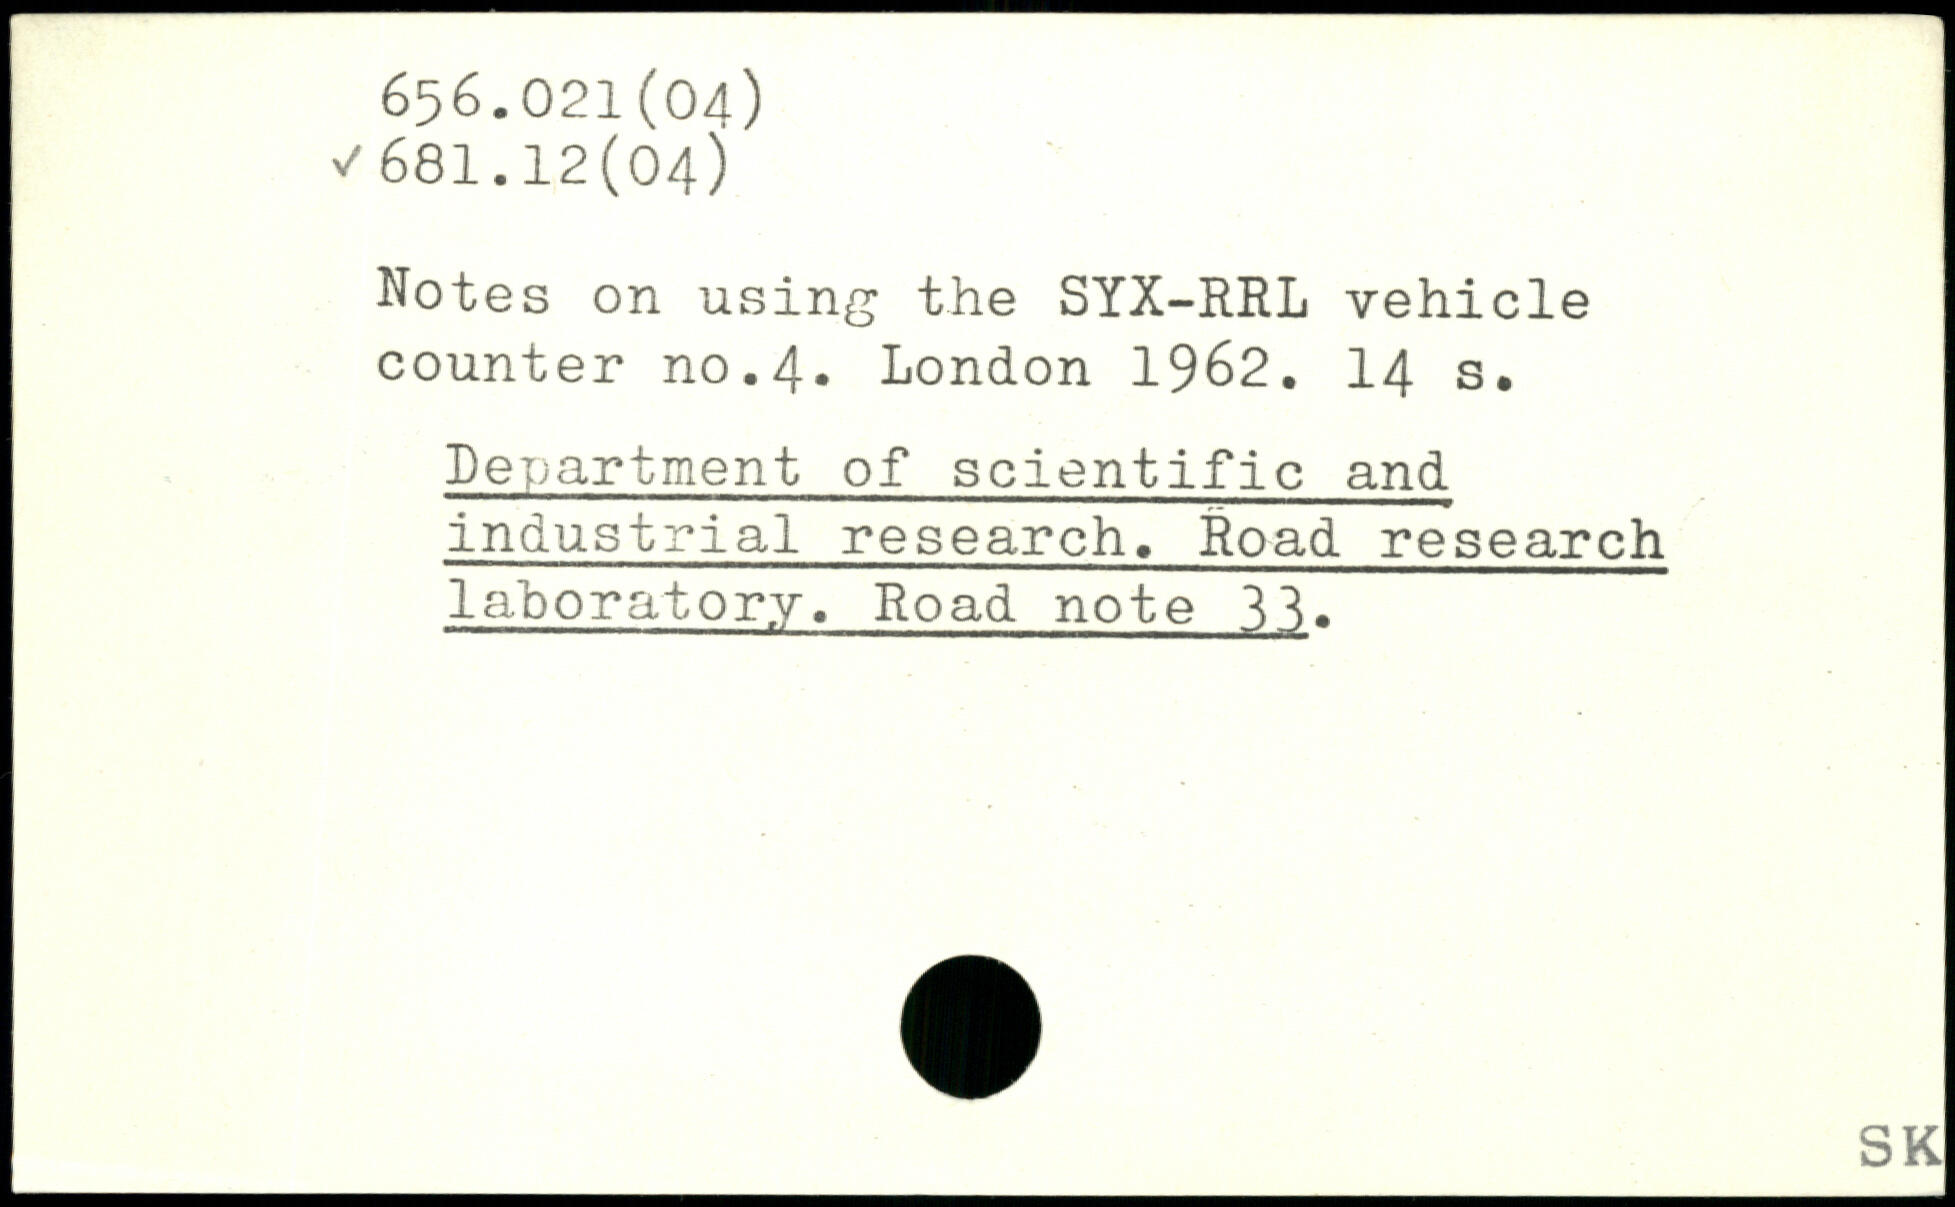 656.021(04)
✓681.12(04)
Notes on using the SYX-RRL vehicle
counter no.4. London 1962. 14 s.
Department of scientific and
industrial research. Road research
laboratory. Road note 33.
SK